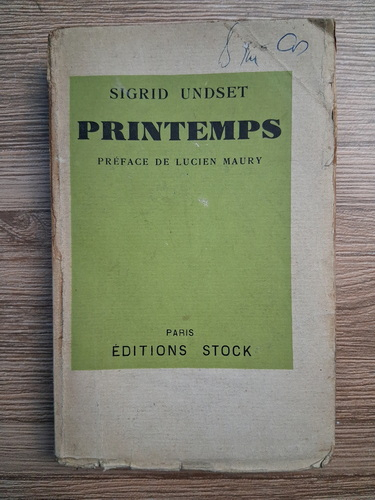 SIGRID UNDSET
PRINTEMPS
PRÉFACE DE LUCIEN MAURY
PARIS
ÉDITIONS STOCK